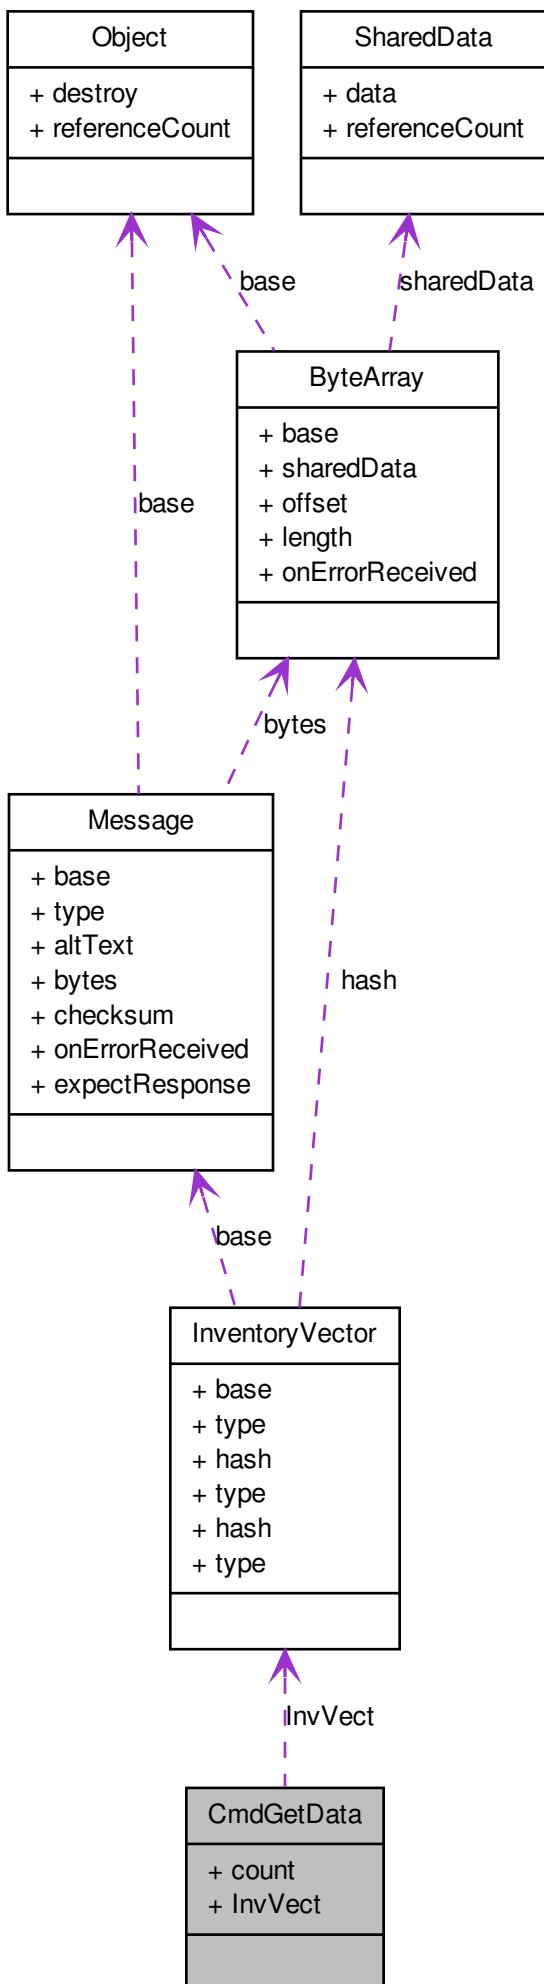 Object
+ destroy
+ referenceCount
SharedData
+ data
+ referenceCount
base
sharedData
ByteArray
+ base
+ sharedData
+ offset
+ length
+ onErrorReceived
base
bytes
Message
+ base
+ type
+ altText
+ bytes
+ checksum
+ onErrorReceived
+ expectResponse
hash
base
InventoryVector
+ base
+ type
+ hash
+ type
+ hash
+ type
InvVect
CmdGetData
+ count
+ InvVect